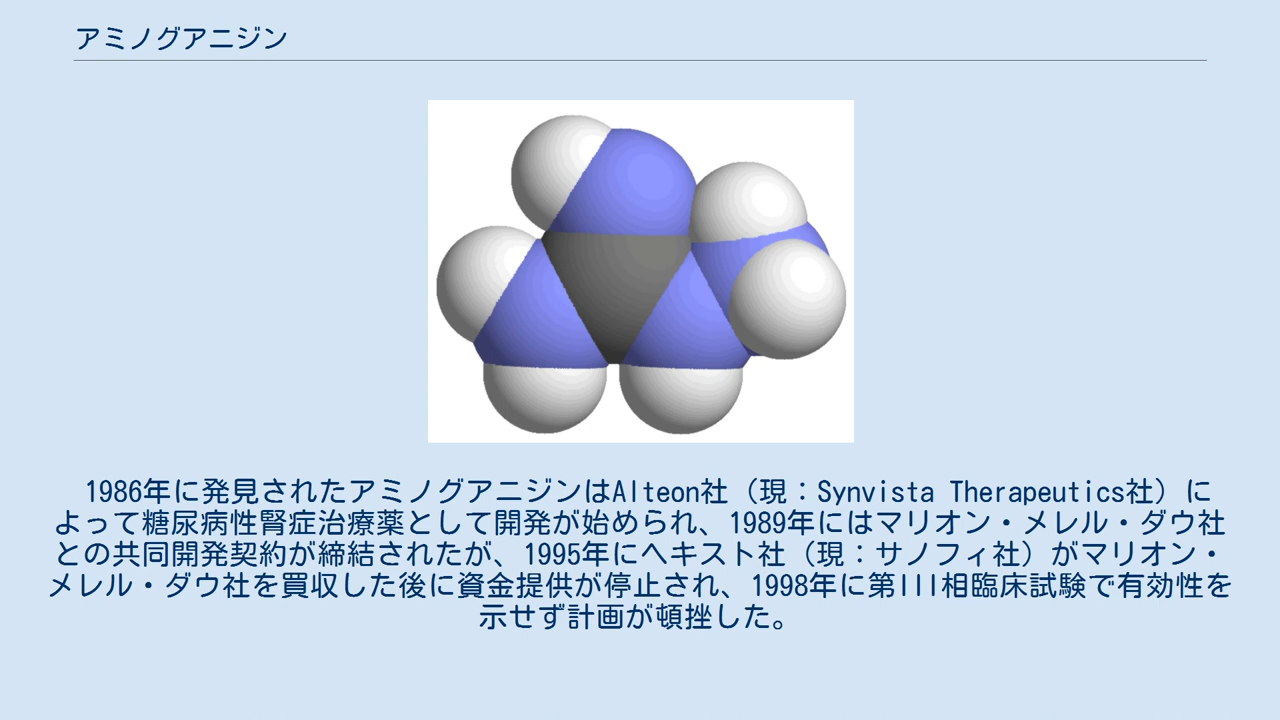 アミノグアニジン
1986年に発見されたアミノグアニジンはAlteon社（現：Synvista Therapeutics社）に
よって糖尿病性腎症治療薬として開発が始められ、1989年にはマリオン・メレル・ダウ社
との共同開発契約が締結されたが、1995年にヘキスト社（現：サノフィ社）がマリオン・
メレル・ダウ社を買収した後に資金提供が停止され、1998年に第III相臨床試験で有効性を
示せず計画が頓挫した。